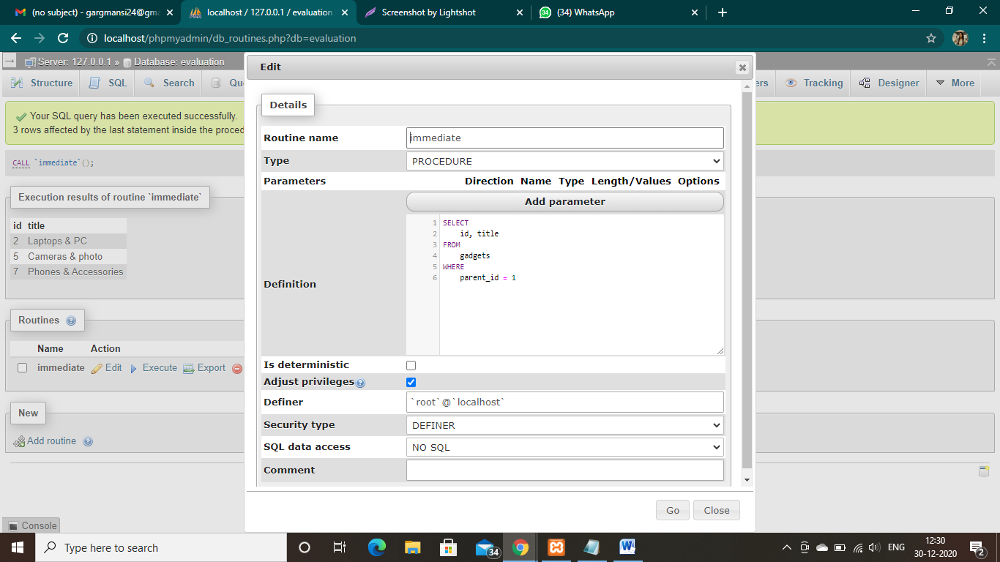 (no subject) - gargmansi24@gma
localhost / 127.0.0.1 / evaluation
Screenshot by Lightshot
34
(34) WhatsApp
localhost/phpmyadmin/db_routines.php?db=evaluation
Server: 127.0.0.1 » Database: evaluation
Structure
SQL
Search
Qu
ers
Tracking
Designer
More
Your SQL query has been executed successfully.
3 rows affected by the last statement inside the proced
CALL `immediate`();
Execution results of routine `immediate`
id title
2 Laptops & PC
5 Cameras & photo
7 Phones & Accessories
Routines
Name Action
immediate Edit Execute Export
New
Add routine
Console
Edit
Details
Routine name immediate
Type PROCEDURE
Parameters Direction Name Type Length/Values Options
Add parameter
Definition
1 SELECT
2 id, title
3 FROM
4 gadgets
5 WHERE
6 parent_id = 1
Is deterministic
Adjust privileges
Definer `root`@`localhost`
Security type DEFINER
SQL data access NO SQL
Comment
Go Close
Type here to search
34
ENG
12:30
30-12-2020
2